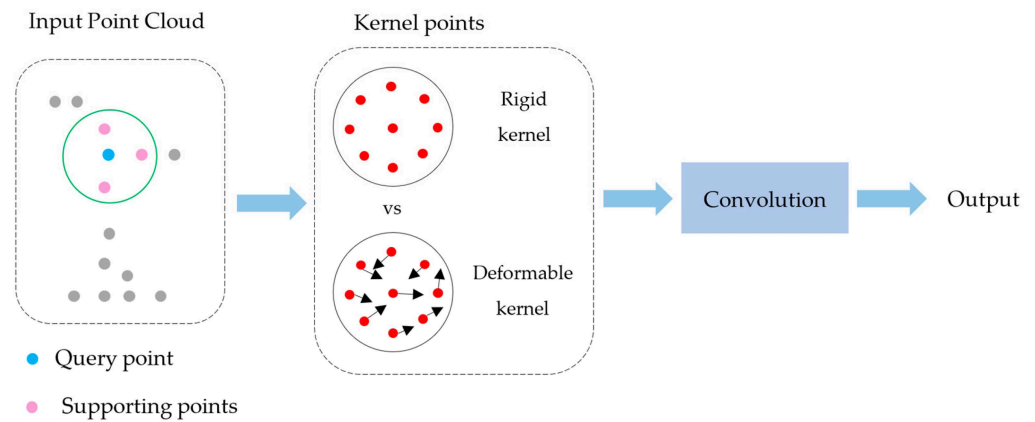 Input Point Cloud
Kernel points
Rigid
kernel
vs
Deformable
kernel
Convolution
Output
Query point
Supporting points